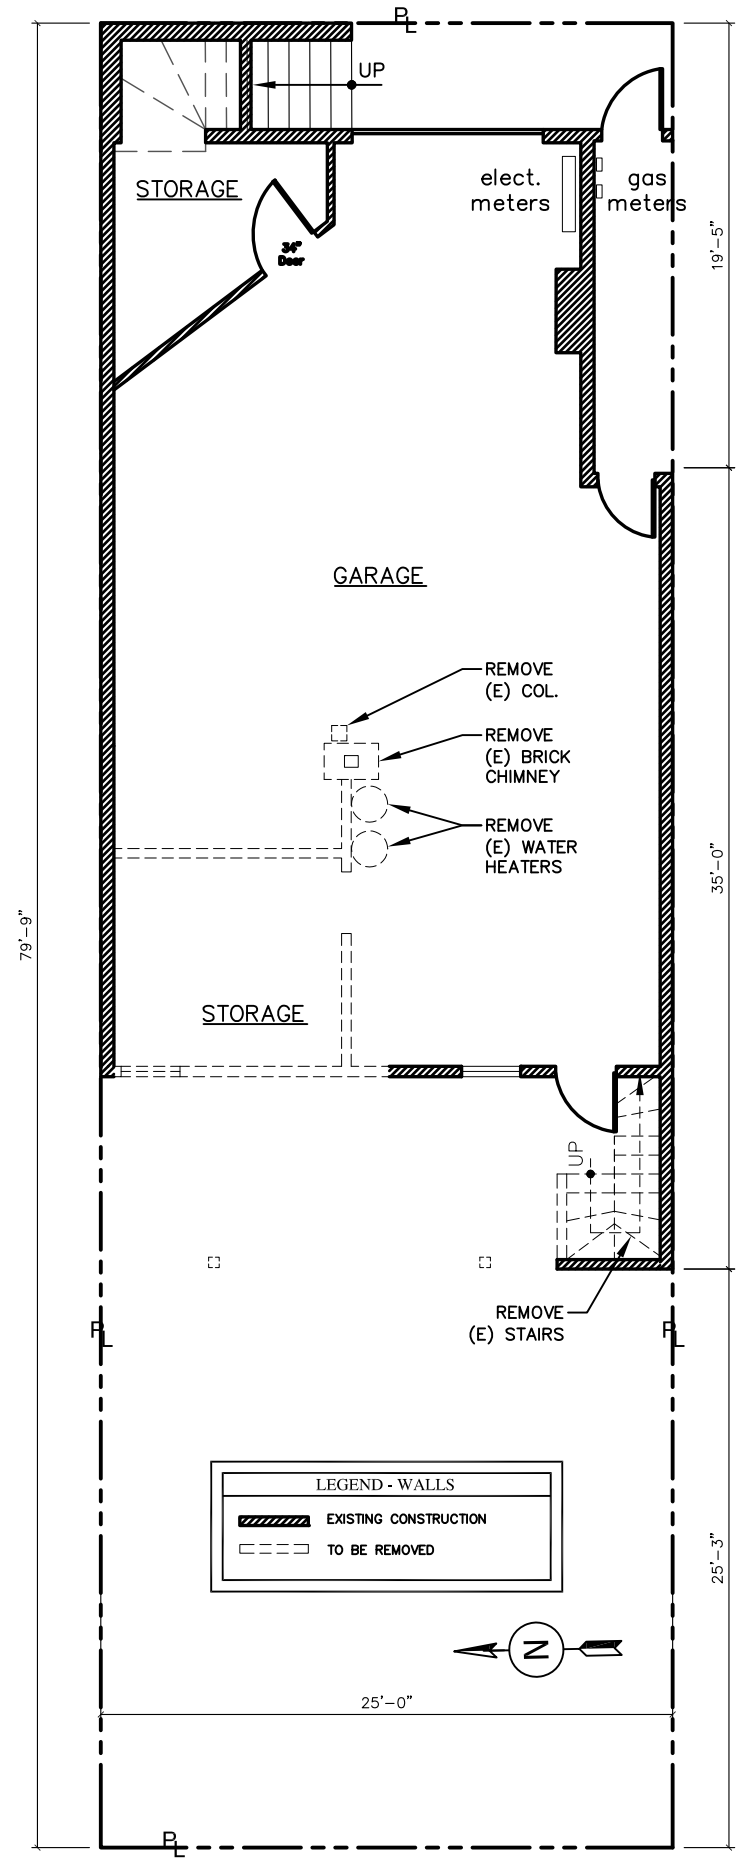 PL
UP
STORAGE
elect.
meters
gas
meters
34"
Door
19'-5"
GARAGE
REMOVE
(E) COL.
REMOVE
(E) BRICK
CHIMNEY
REMOVE
(E) WATER
HEATERS
35'-0"
79'-9"
STORAGE
UP
REMOVE
(E) STAIRS
PL
PL
LEGEND - WALLS
EXISTING CONSTRUCTION
TO BE REMOVED
25'-3"
N
25'-0"
PL